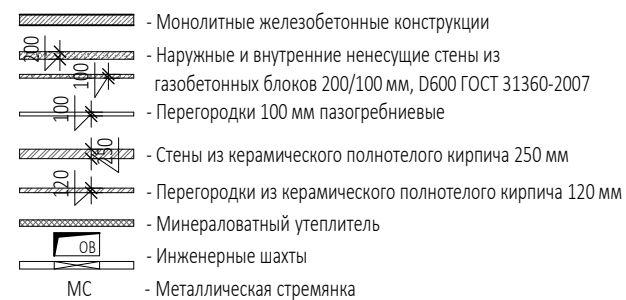 - Монолитные железобетонные конструкции
200 - Наружные и внутренние ненесущие стены из
100 газобетонных блоков 200/100 мм, D600 ГОСТ 31360-2007
100 - Перегородки 100 мм пазогребниевые
250 - Стены из керамического полнотелого кирпича 250 мм
120 - Перегородки из керамического полнотелого кирпича 120 мм
- Минераловатный утеплитель
ОВ
- Инженерные шахты
МС - Металлическая стремянка